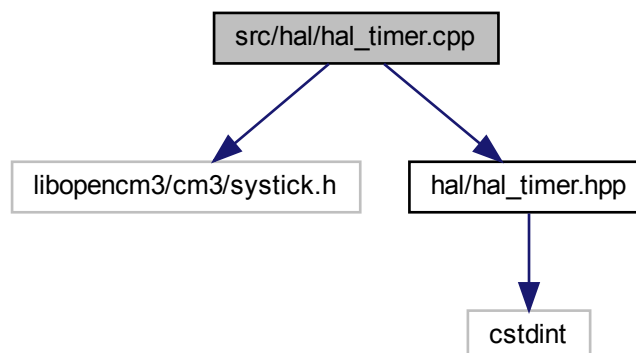 src/hal/hal_timer.cpp
libopencm3/cm3/systick.h
hal/hal_timer.hpp
cstdint